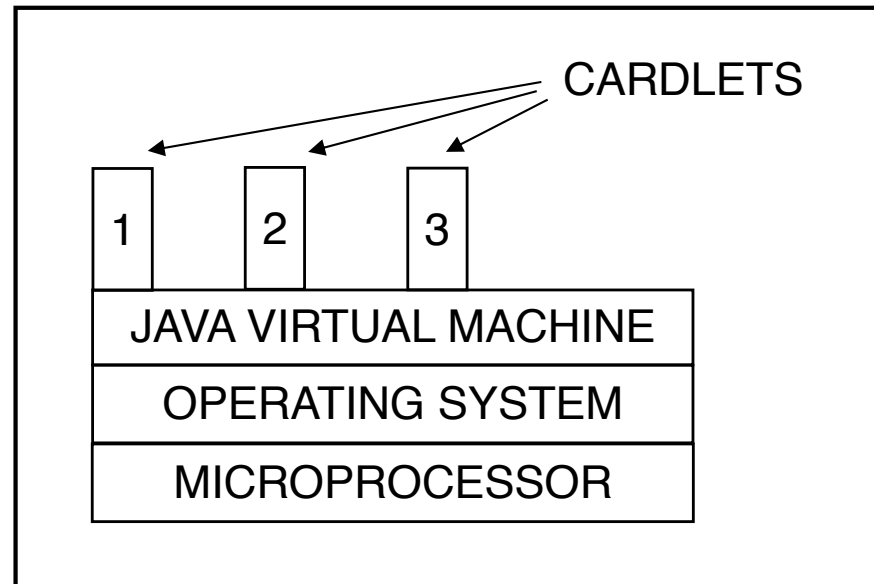 CARDLETS
1 2 3
JAVA VIRTUAL MACHINE
OPERATING SYSTEM
MICROPROCESSOR